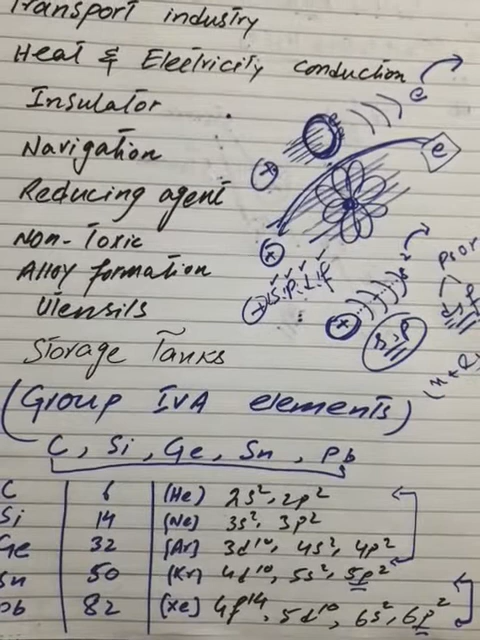 Transport industry
Heat & Electricity conduction
Insulator
Navigation
Reducing agent
Non-Toxic
Alloy formation
Utensils
Storage Tanks
e
e
s, p, d, f
s, p
(n+l)
(Group IVA elements)
C, Si, Ge, Sn, Pb
C 6 (He) 2s², 2p²
Si 14 (Ne) 3s², 3p²
Ge 32 [Ar] 3d¹⁰, 4s², 4p²
Sn 50 (Kr) 4d¹⁰, 5s², 5p²
Pb 82 (Xe) 4f¹⁴, 5d¹⁰, 6s², 6p²